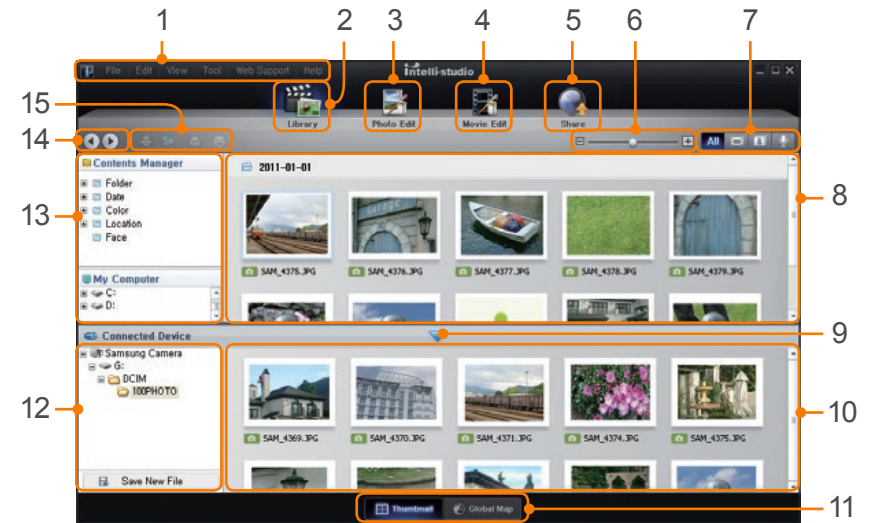 1 2 3 4 5 6 7
File Edit View Tool Web Support Help
intelli-studio
Library
Photo Edit
Movie Edit
Share
15
14
All
Contents Manager
Folder
Date
Color
Location
Face
13
2011-01-01
8
SAM_4375.JPG
SAM_4376.JPG
SAM_4377.JPG
SAM_4378.JPG
SAM_4379.JPG
My Computer
C:
D:
Connected Device
9
Samsung Camera
G:
DCIM
100PHOTO
12
10
SAM_4369.JPG
SAM_4370.JPG
SAM_4371.JPG
SAM_4374.JPG
SAM_4375.JPG
Save New File
Thumbnail
Global Map
11